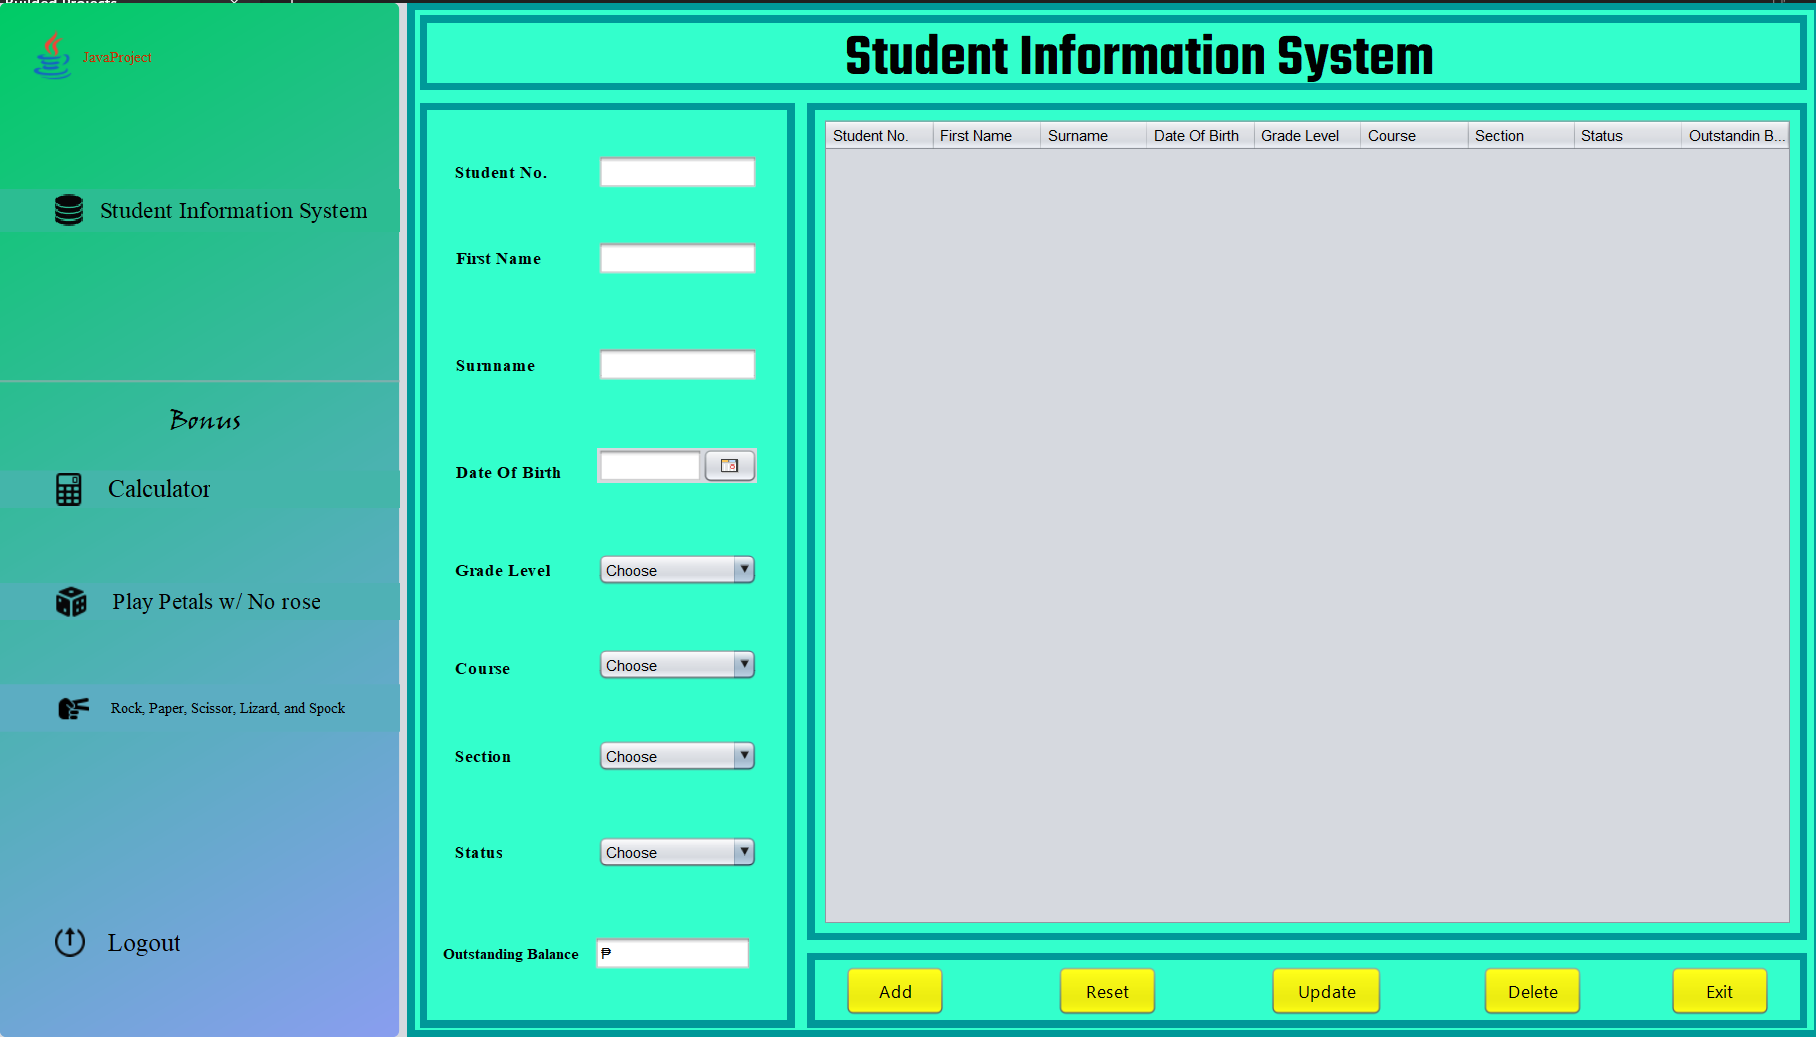 JavaProject
Student Information System
Bonus
Calculator
Play Petals w/ No rose
Rock, Paper, Scissor, Lizard, and Spock
Logout
Student Information System
Student No.
First Name
Surnname
Date Of Birth
Grade Level Choose
Course Choose
Section Choose
Status Choose
Outstanding Balance ₱
Student No. First Name Surname Date Of Birth Grade Level Course Section Status Outstandin B...
Add Reset Update Delete Exit